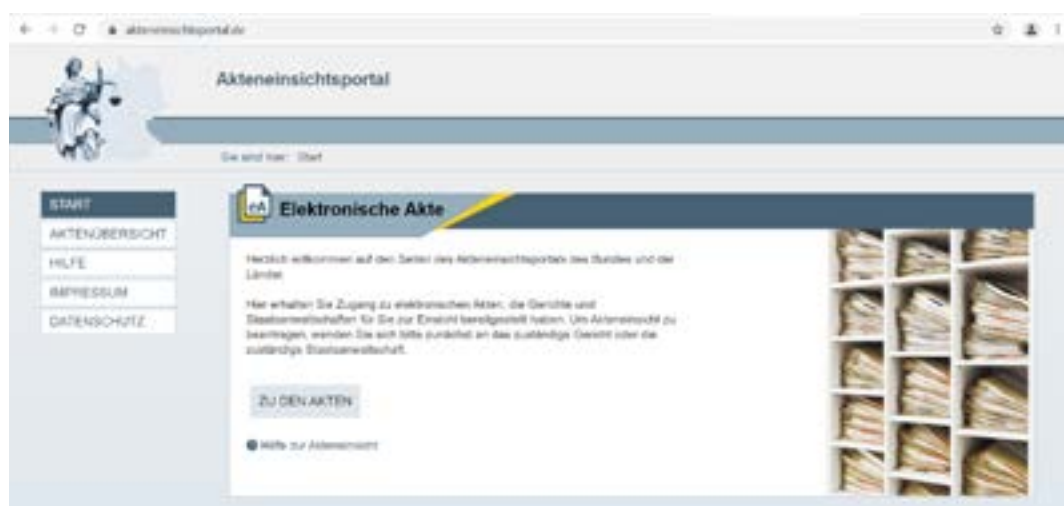 akteneinsichtsportal.de
Akteneinsichtsportal
Sie sind hier: Start
START
AKTENÜBERSICHT
HILFE
IMPRESSUM
DATENSCHUTZ
eA
Elektronische Akte
Herzlich willkommen auf den Seiten des Akteneinsichtsportals des Bundes und der
Länder.
Hier erhalten Sie Zugang zu elektronischen Akten, die Gerichte und
Staatsanwaltschaften für Sie zur Einsicht bereitgestellt haben. Um Akteneinsicht zu
beantragen, wenden Sie sich bitte zunächst an das zuständige Gericht oder die
zuständige Staatsanwaltschaft.
ZU DEN AKTEN
Hilfe zur Akteneinsicht